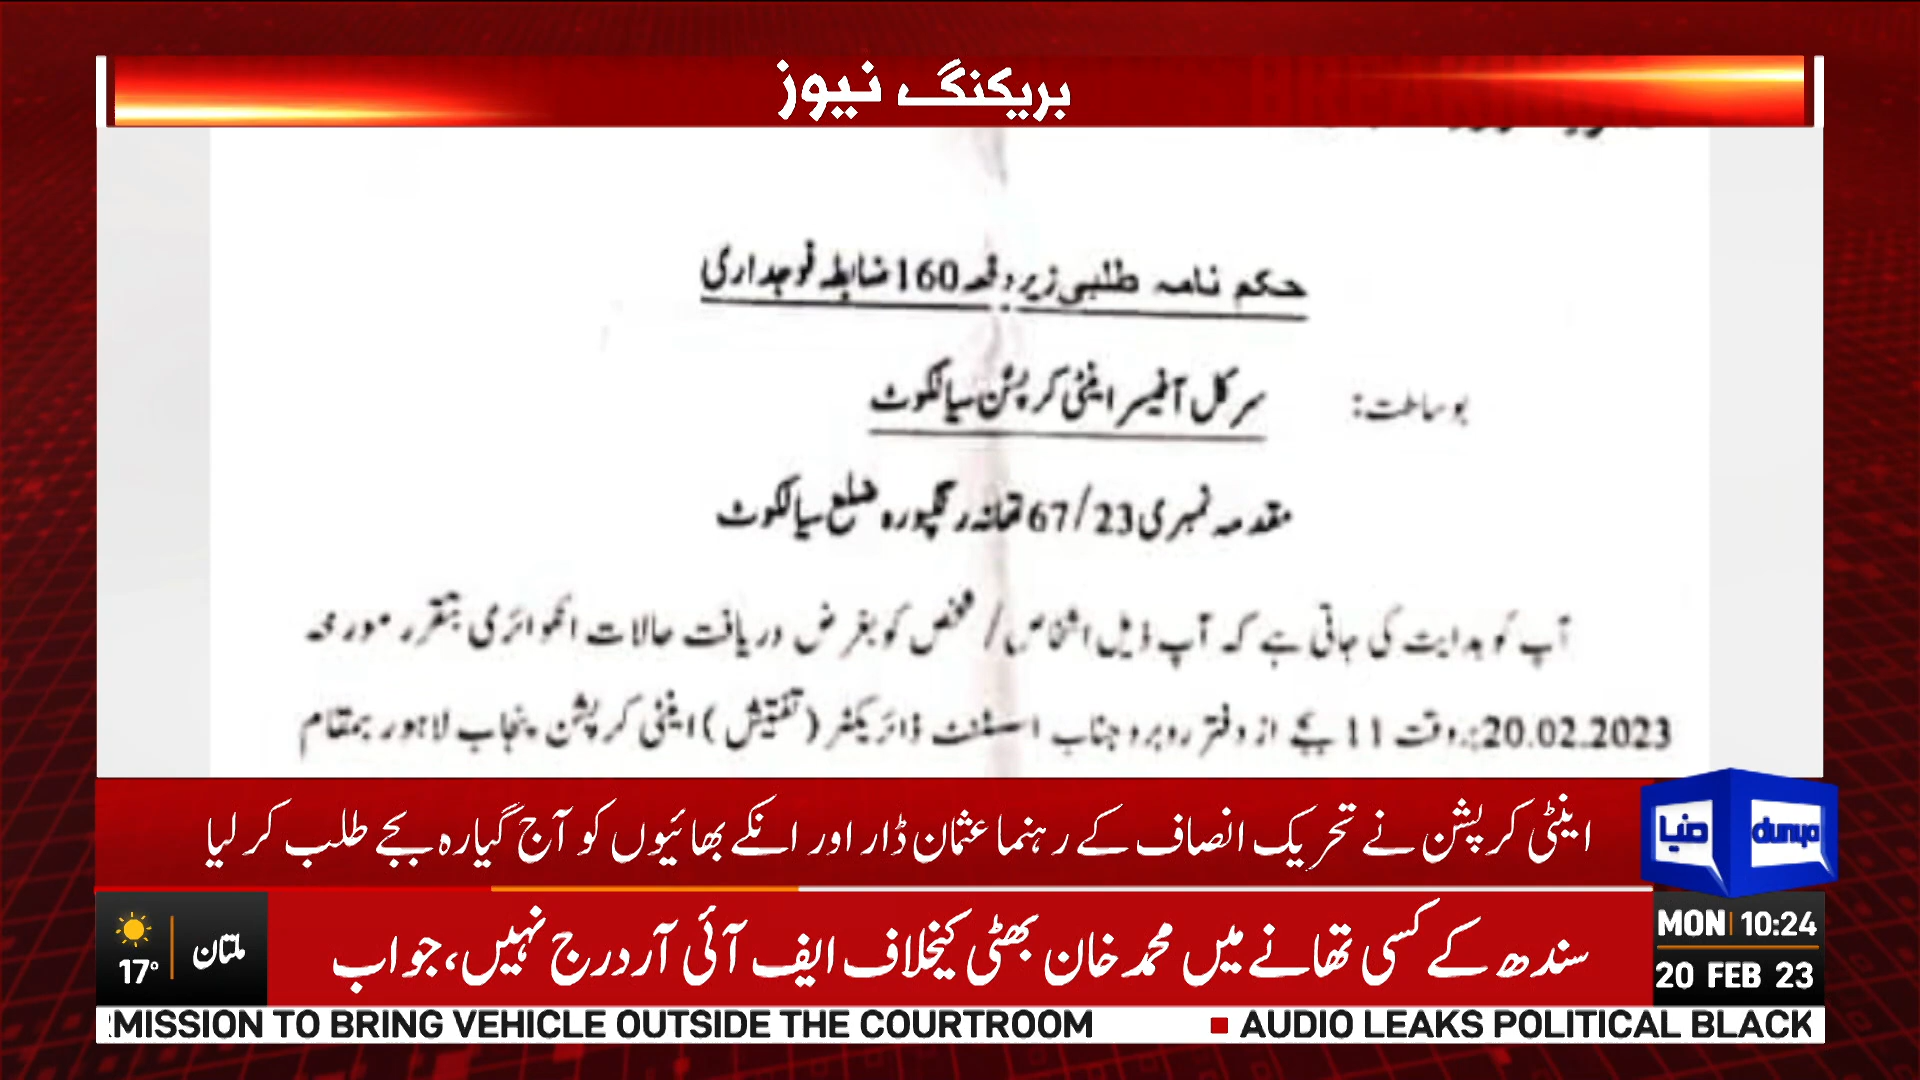 بریکنگ نیوز
حکم نامہ طلبی زیر دفعہ 160 ضابطہ فوجداری
بوساطت: سرکل آفیسر اینٹی کرپشن سیالکوٹ
مقدمہ نمبری 67/23 تھانہ رنگپورہ ضلع سیالکوٹ
آپ کو ہدایت کی جاتی ہے کہ آپ ذیل اشخاص / شخص کو بغرض دریافت حالات انکوائری بتقرر مورخہ
20.02.2023 بوقت 11 بجے از دفتر روبرو جناب اسسٹنٹ ڈائریکٹر (تفتیش) اینٹی کرپشن پنجاب لاہور بمقام
اینٹی کرپشن نے تحریک انصاف کے رہنما عثمان ڈار اور انکے بھائیوں کو آج گیارہ بجے طلب کر لیا
دنیا dunya
سندھ کے کسی تھانے میں محمد خان بھٹی کیخلاف ایف آئی آر درج نہیں، جواب
ملتان 17°
MON 10:24
20 FEB 23
MISSION TO BRING VEHICLE OUTSIDE THE COURTROOM ■ AUDIO LEAKS POLITICAL BLACK